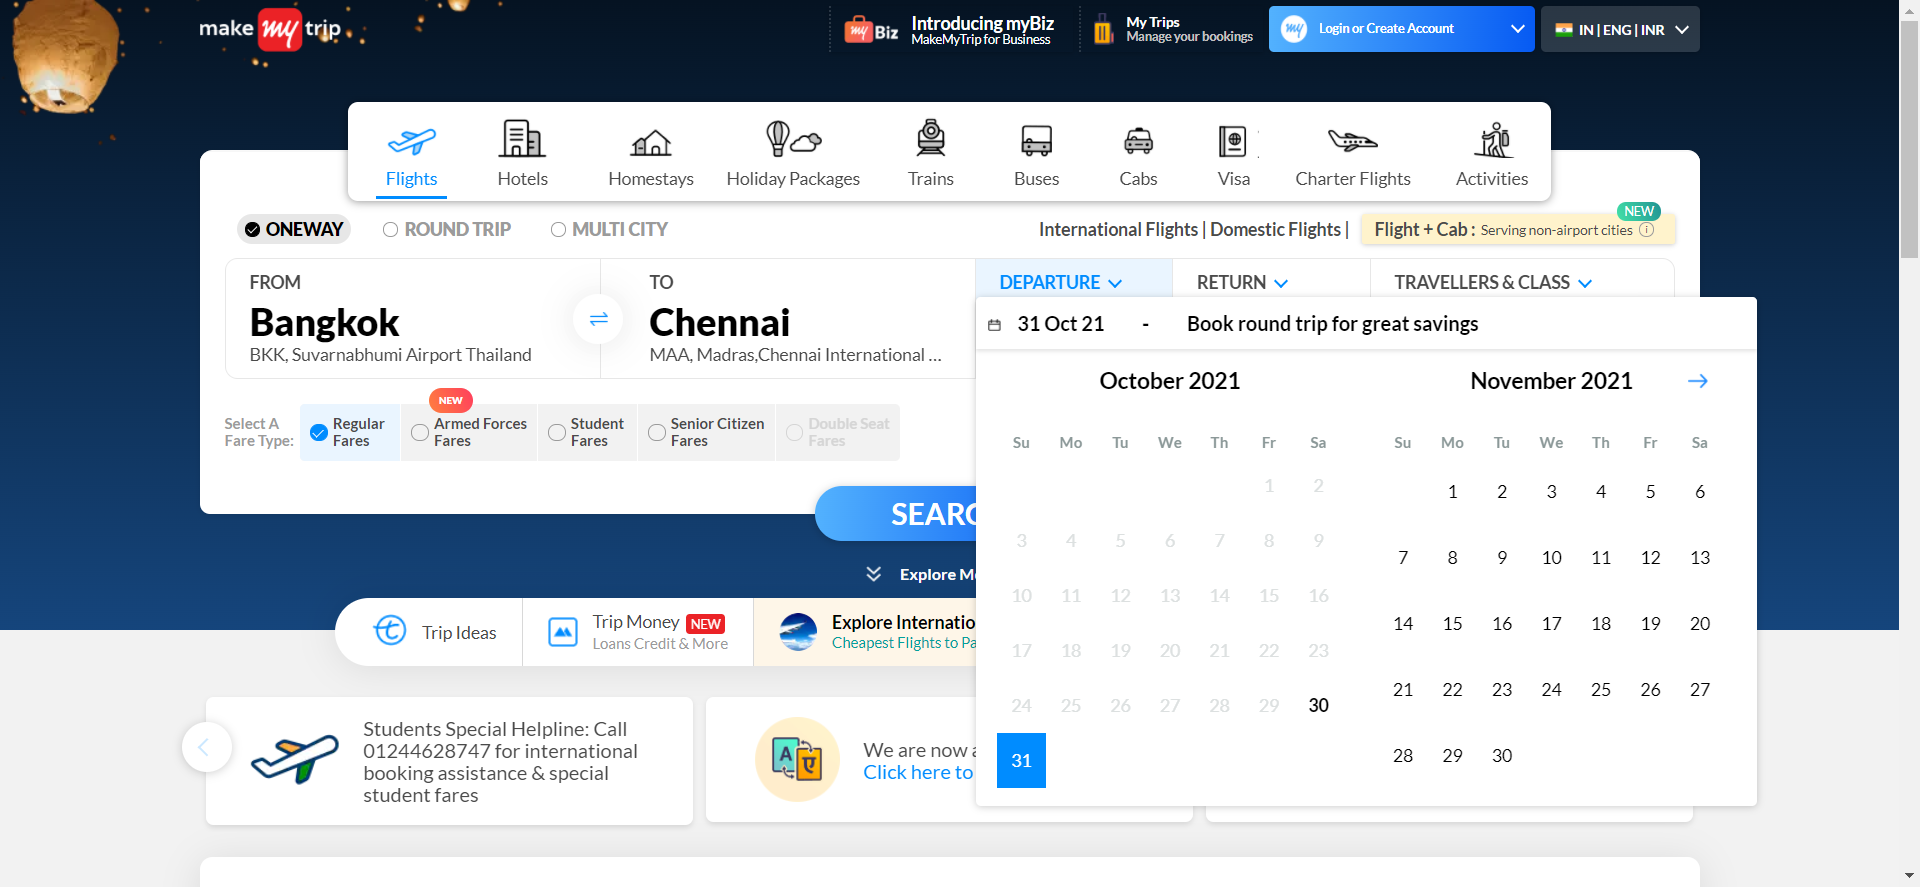 make my trip
my Biz
Introducing myBiz
MakeMyTrip for Business
My Trips
Manage your bookings
my
Login or Create Account
IN | ENG | INR
Flights
Hotels
Homestays
Holiday Packages
Trains
Buses
Cabs
Visa
Charter Flights
Activities
ONEWAY
ROUND TRIP
MULTI CITY
International Flights | Domestic Flights |
NEW
Flight + Cab : Serving non-airport cities
FROM
Bangkok
BKK, Suvarnabhumi Airport Thailand
TO
Chennai
MAA, Madras,Chennai International ...
DEPARTURE
RETURN
TRAVELLERS & CLASS
31 Oct 21 - Book round trip for great savings
Select A
Fare Type:
Regular
Fares
NEW
Armed Forces
Fares
Student
Fares
Senior Citizen
Fares
Double Seat
Fares
October 2021
Su Mo Tu We Th Fr Sa
1 2
3 4 5 6 7 8 9
10 11 12 13 14 15 16
17 18 19 20 21 22 23
24 25 26 27 28 29 30
31
November 2021
Su Mo Tu We Th Fr Sa
1 2 3 4 5 6
7 8 9 10 11 12 13
14 15 16 17 18 19 20
21 22 23 24 25 26 27
28 29 30
SEARC
Explore M
Trip Ideas
Trip Money NEW
Loans Credit & More
Explore Internatio
Cheapest Flights to Pa
Students Special Helpline: Call
01244628747 for international
booking assistance & special
student fares
A ए
We are now a
Click here to